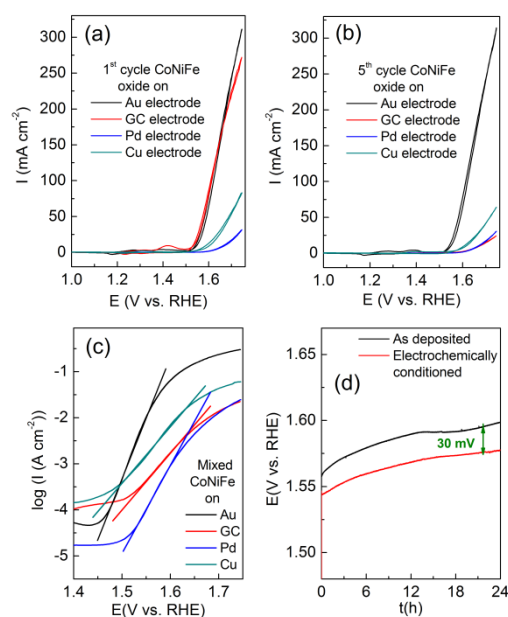 (a)
1st cycle CoNiFe
oxide on
Au electrode
GC electrode
Pd electrode
Cu electrode
I (mA cm-2)
300
250
200
150
100
50
0
1.0 1.2 1.4 1.6
E (V vs. RHE)
(b)
5th cycle CoNiFe
oxide on
Au electrode
GC electrode
Pd electrode
Cu electrode
I (mA cm-2)
300
250
200
150
100
50
0
1.0 1.2 1.4 1.6
E (V vs. RHE)
(c)
Mixed
CoNiFe
on
Au
GC
Pd
Cu
log (I (A cm-2))
-1
-2
-3
-4
-5
1.4 1.5 1.6 1.7
E(V vs. RHE)
As deposited
Electrochemically
conditioned
(d)
30 mV
E(V vs. RHE)
1.65
1.60
1.55
1.50
0 6 12 18 24
t(h)